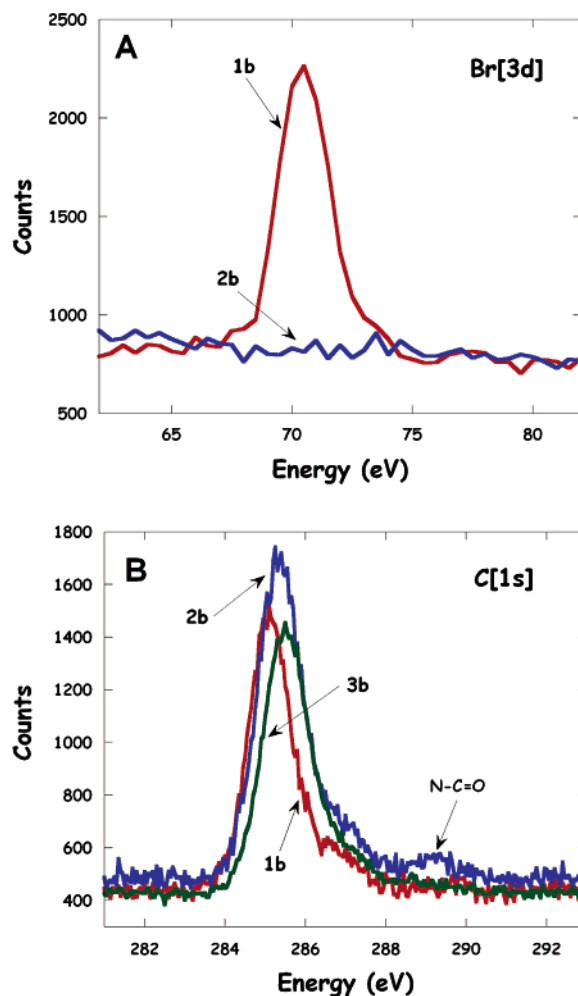 A
Br[3d]
1b
2b
Counts
2500
2000
1500
1000
500
65
70
75
80
Energy (eV)
B
C[1s]
2b
3b
1b
N-C=O
Counts
1800
1600
1400
1200
1000
800
600
400
282
284
286
288
290
292
Energy (eV)